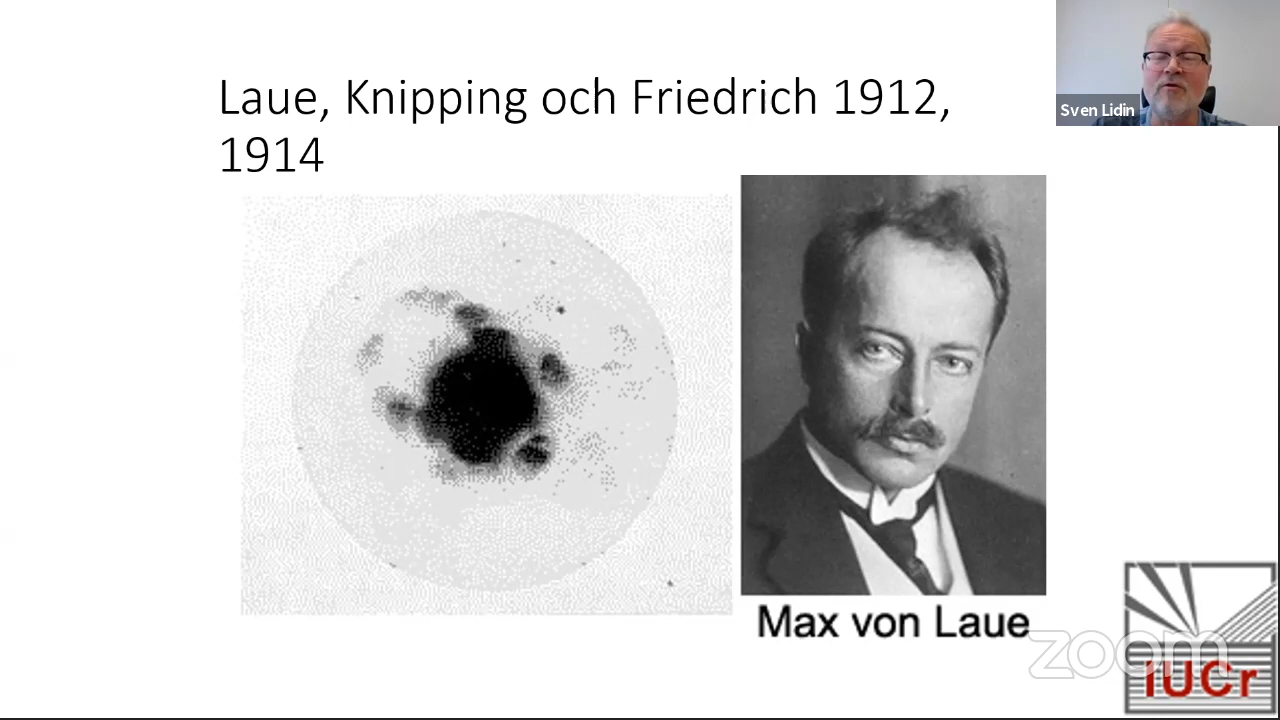 Laue, Knipping och Friedrich 1912,
1914
Sven Lidin
Max von Laue
zoom
IUCr